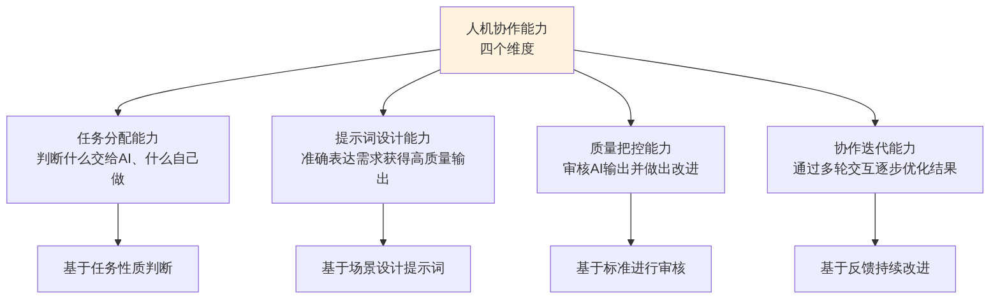 人机协作能力
四个维度
任务分配能力
判断什么交给AI、什么自己
做
提示词设计能力
准确表达需求获得高质量输
出
质量把控能力
审核AI输出并做出改进
协作迭代能力
通过多轮交互逐步优化结果
基于任务性质判断
基于场景设计提示词
基于标准进行审核
基于反馈持续改进